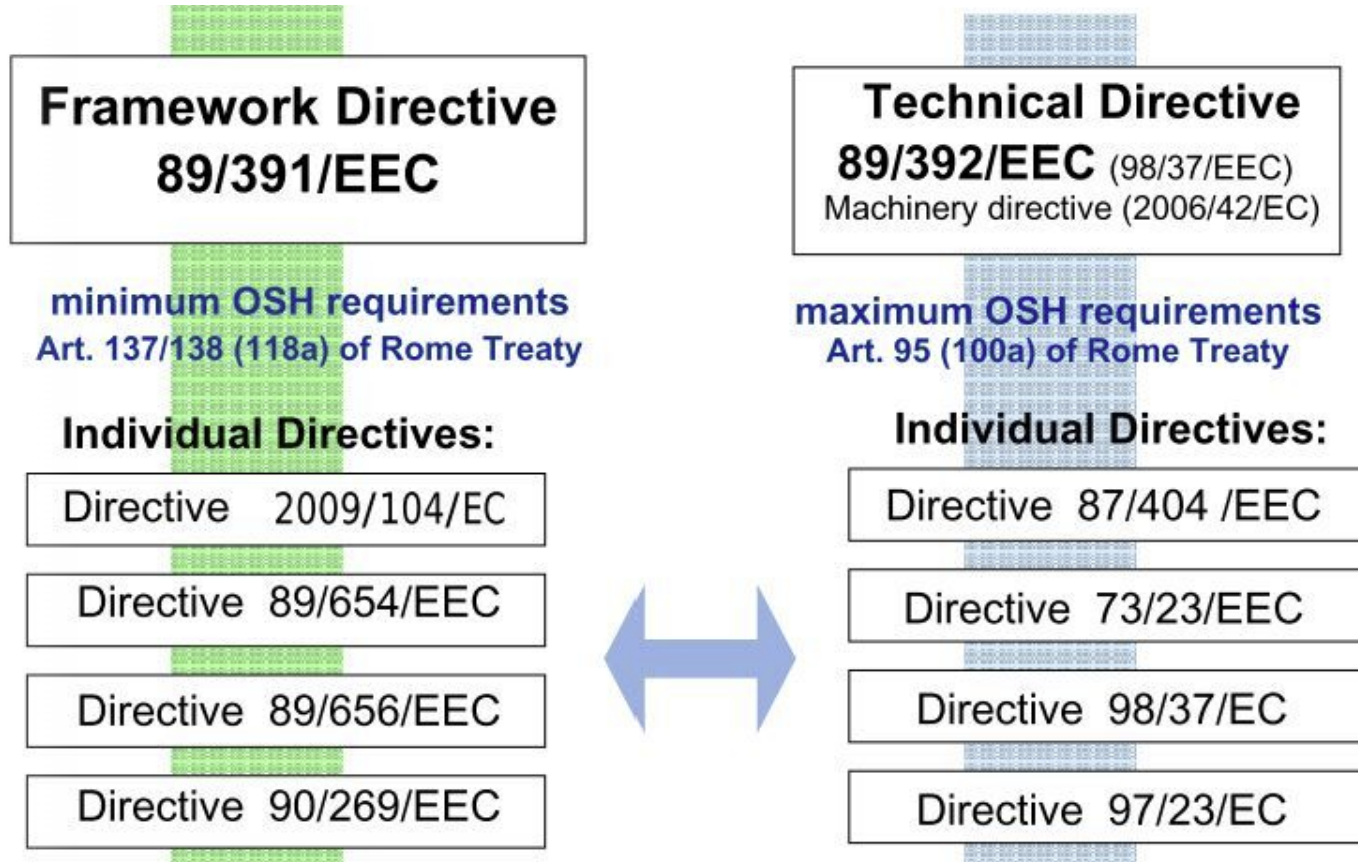 Framework Directive
89/391/EEC
minimum OSH requirements
Art. 137/138 (118a) of Rome Treaty
Individual Directives:
Directive 2009/104/EC
Directive 89/654/EEC
Directive 89/656/EEC
Directive 90/269/EEC
Technical Directive
89/392/EEC (98/37/EEC)
Machinery directive (2006/42/EC)
maximum OSH requirements
Art. 95 (100a) of Rome Treaty
Individual Directives:
Directive 87/404 /EEC
Directive 73/23/EEC
Directive 98/37/EC
Directive 97/23/EC